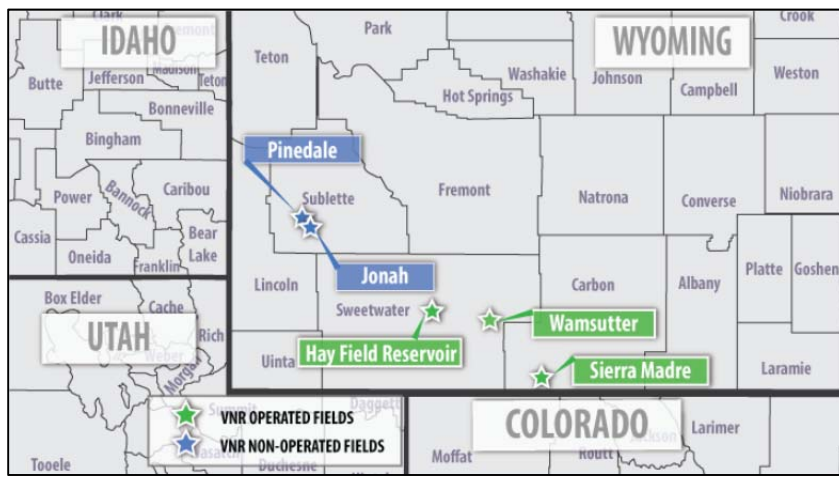 IDAHO
WYOMING
UTAH
COLORADO
Clark
Fremont
Butte
Jefferson
Madison
Teton
Bonneville
Bingham
Power
Bannock
Caribou
Cassia
Oneida
Franklin
Bear
Lake
Park
Crook
Teton
Washakie
Johnson
Campbell
Weston
Hot Springs
Pinedale
Sublette
Fremont
Natrona
Converse
Niobrara
Jonah
Lincoln
Sweetwater
Carbon
Albany
Platte
Goshen
Hay Field Reservoir
Wamsutter
Sierra Madre
Uinta
Laramie
Box Elder
Cache
Rich
Weber
Morgan
Summit
Daggett
VNR OPERATED FIELDS
VNR NON-OPERATED FIELDS
Tooele
Wasatch
Duchesne
Moffat
Routt
Jackson
Larimer